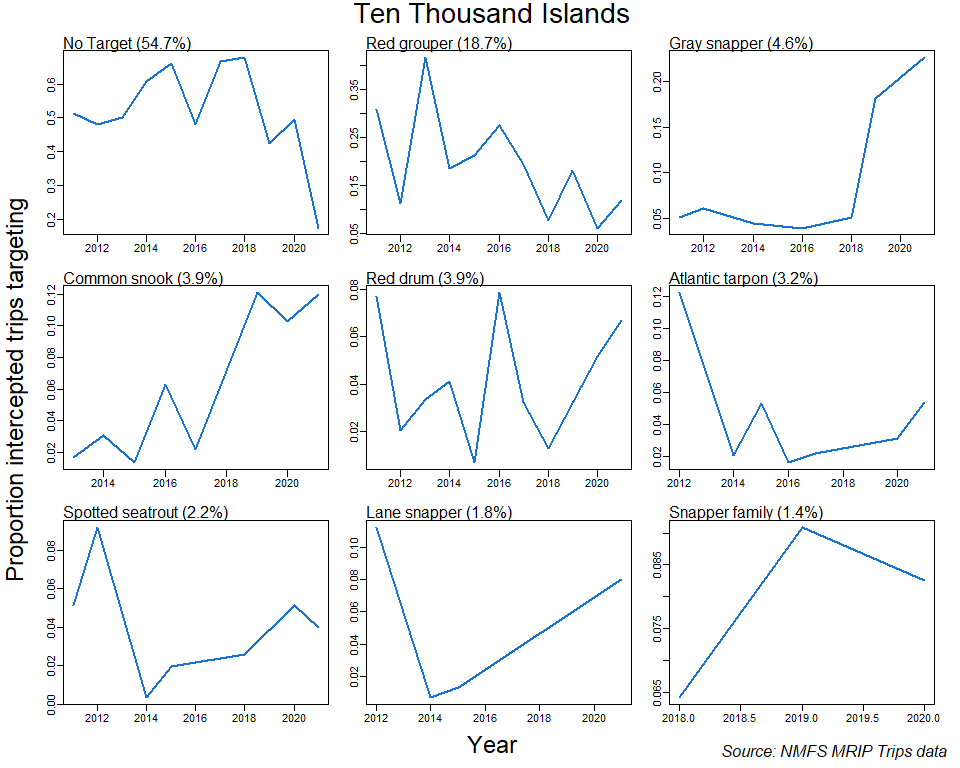 Ten Thousand Islands
No Target (54.7%)
Red grouper (18.7%)
Gray snapper (4.6%)
0.2 0.3 0.4 0.5 0.6
0.05 0.15 0.25 0.35
0.05 0.10 0.15 0.20
2012 2014 2016 2018 2020
2012 2014 2016 2018 2020
2012 2014 2016 2018 2020
Common snook (3.9%)
Red drum (3.9%)
Atlantic tarpon (3.2%)
0.02 0.04 0.06 0.08 0.10 0.12
0.02 0.04 0.06 0.08
0.02 0.04 0.06 0.08 0.10 0.12
2014 2016 2018 2020
2012 2014 2016 2018 2020
2012 2014 2016 2018 2020
Spotted seatrout (2.2%)
Lane snapper (1.8%)
Snapper family (1.4%)
0.00 0.02 0.04 0.06 0.08
0.02 0.04 0.06 0.08 0.10
0.065 0.075 0.085
2012 2014 2016 2018 2020
2012 2014 2016 2018 2020
2018.0 2018.5 2019.0 2019.5 2020.0
Proportion intercepted trips targeting
Year
Source: NMFS MRIP Trips data